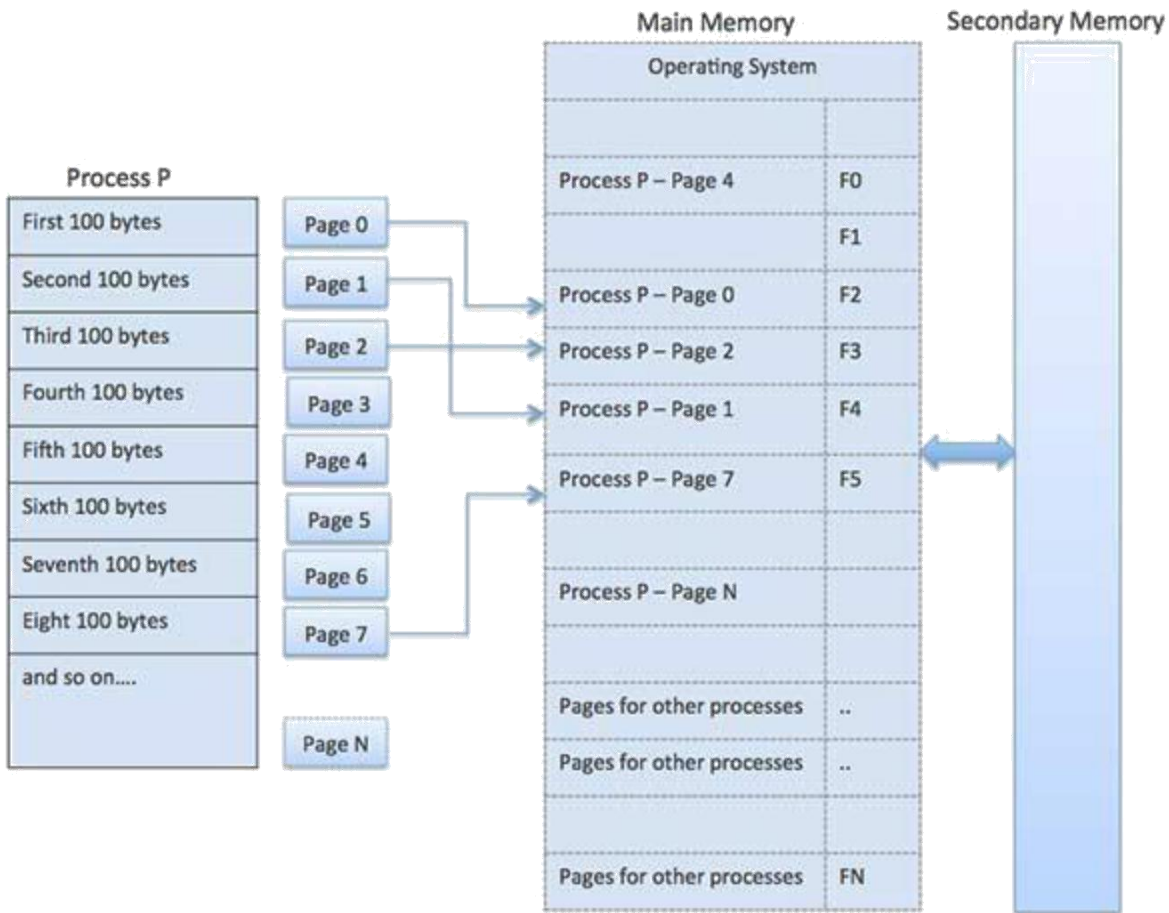 Main Memory
Secondary Memory
Operating System
Process P
First 100 bytes
Second 100 bytes
Third 100 bytes
Fourth 100 bytes
Fifth 100 bytes
Sixth 100 bytes
Seventh 100 bytes
Eight 100 bytes
and so on....
Page 0
Page 1
Page 2
Page 3
Page 4
Page 5
Page 6
Page 7
Page N
Process P – Page 4 F0
F1
Process P – Page 0 F2
Process P – Page 2 F3
Process P – Page 1 F4
Process P – Page 7 F5
Process P – Page N
Pages for other processes ..
Pages for other processes ..
Pages for other processes FN